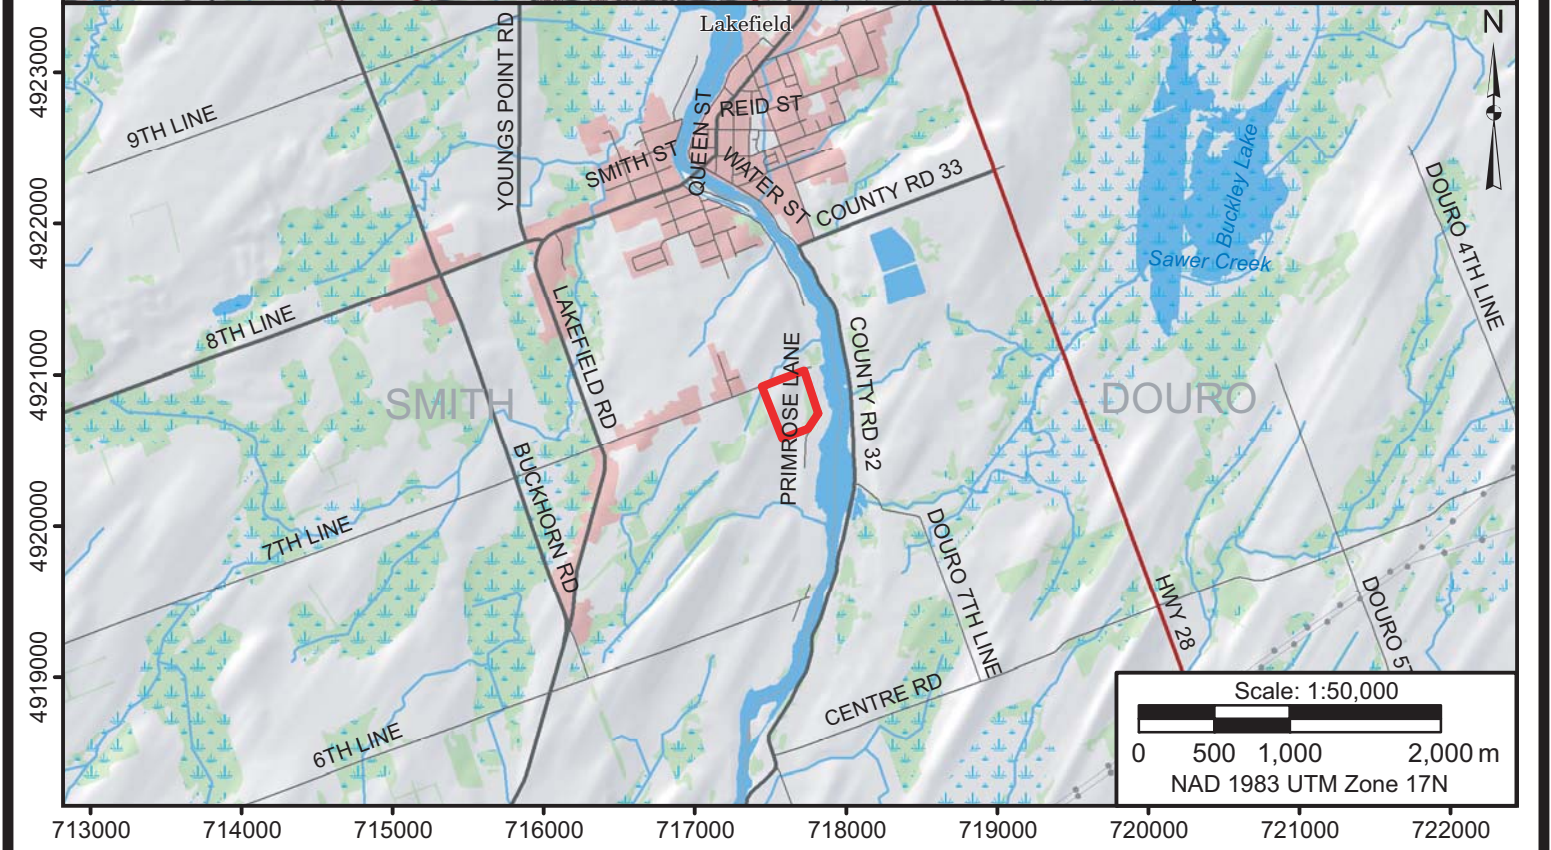 Lakefield
N
4923000
4922000
4921000
4920000
4919000
9TH LINE
YOUNGS POINT RD
REID ST
QUEEN ST
SMITH ST
WATER ST
COUNTY RD 33
Buckley Lake
Sawer Creek
DOURO 4TH LINE
8TH LINE
LAKEFIELD RD
PRIMROSE LANE
COUNTY RD 32
SMITH
DOURO
BUCKHORN RD
7TH LINE
DOURO 7TH LINE
HWY 28
DOURO 5T
CENTRE RD
6TH LINE
Scale: 1:50,000
0 500 1,000 2,000 m
NAD 1983 UTM Zone 17N
713000 714000 715000 716000 717000 718000 719000 720000 721000 722000